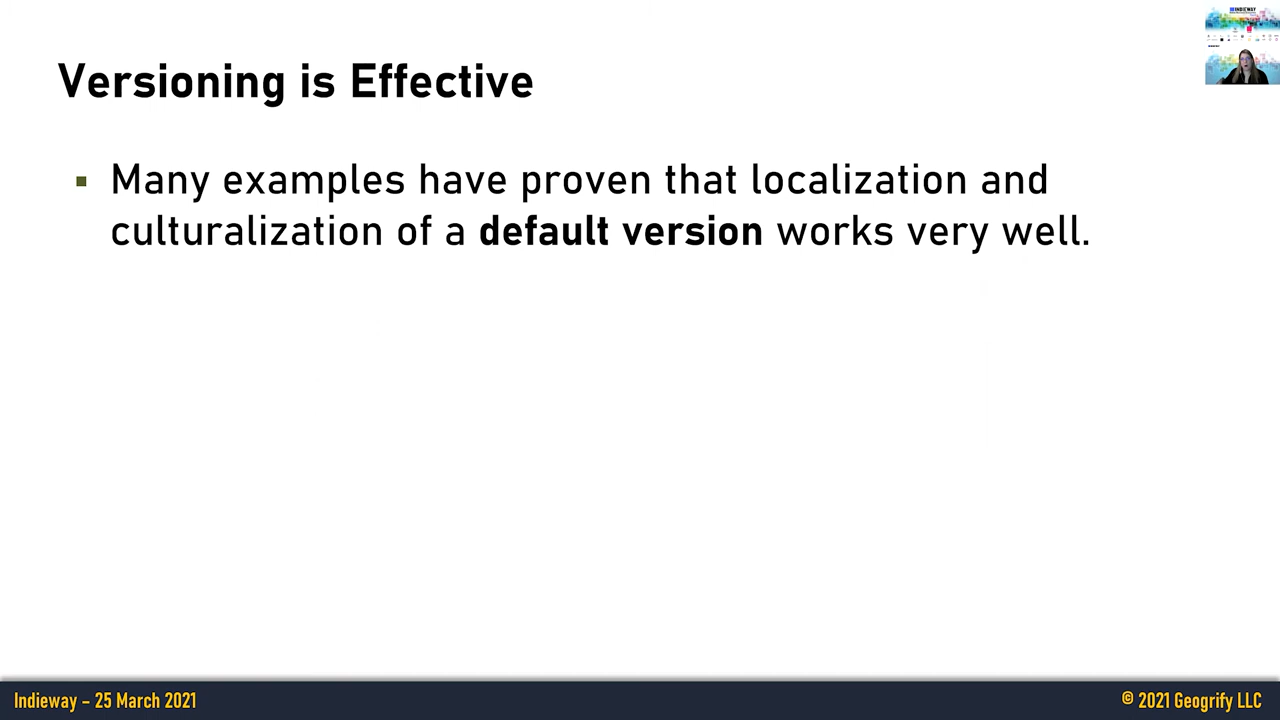 INDIEWAY
Versioning is Effective
▪ Many examples have proven that localization and
culturalization of a default version works very well.
Indieway – 25 March 2021
© 2021 Geogrify LLC